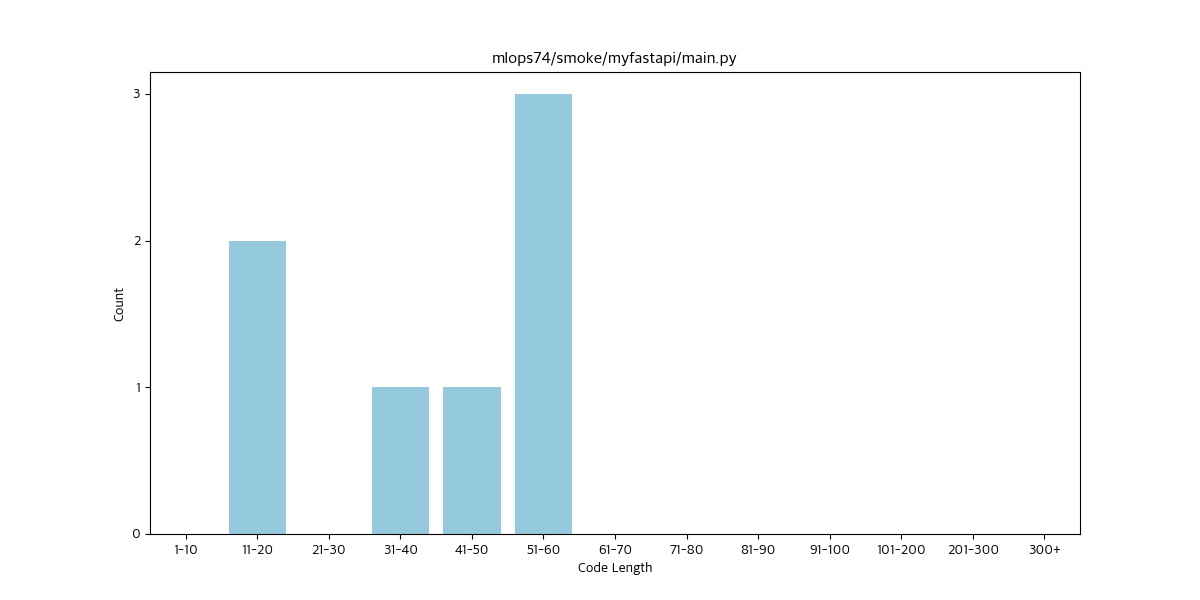 mlops74/smoke/myfastapi/main.py
3
2
1
0
Count
1-10 11-20 21-30 31-40 41-50 51-60 61-70 71-80 81-90 91-100 101-200 201-300 300+
Code Length